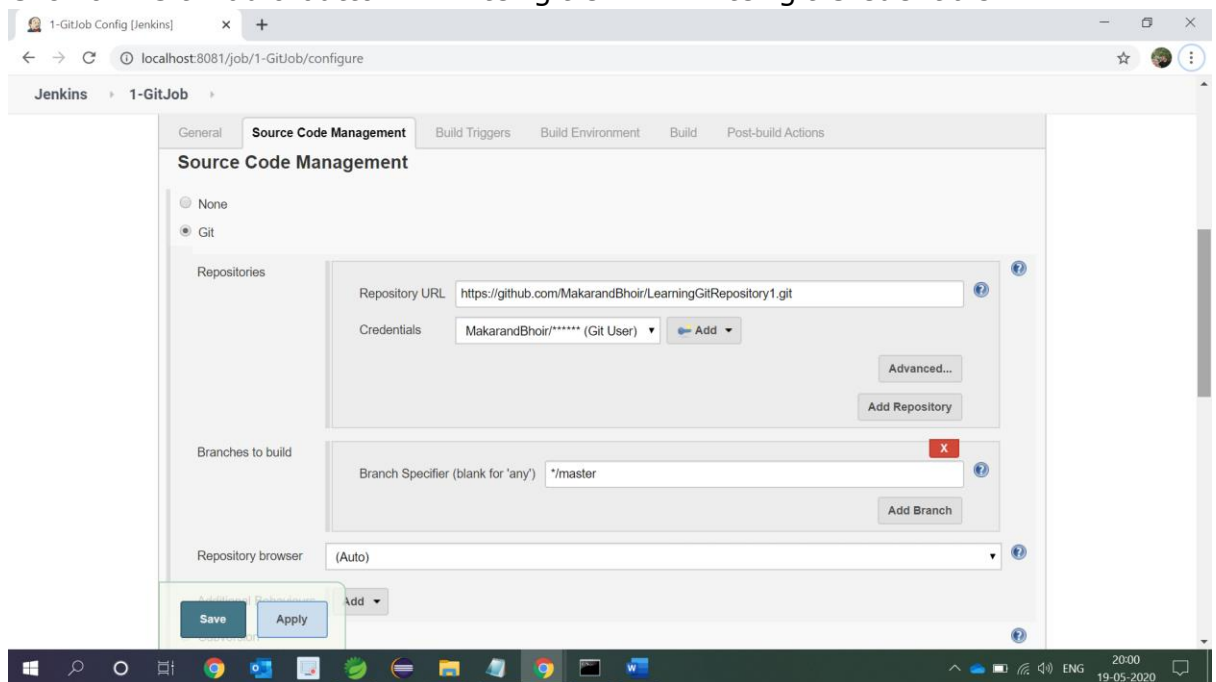 1-GitJob Config [Jenkins]
localhost:8081/job/1-GitJob/configure
Jenkins 1-GitJob
General Source Code Management Build Triggers Build Environment Build Post-build Actions
Source Code Management
None
Git
Repositories
Repository URL https://github.com/MakarandBhoir/LearningGitRepository1.git
Credentials MakarandBhoir/****** (Git User) Add
Advanced...
Add Repository
Branches to build
X
Branch Specifier (blank for 'any') */master
Add Branch
Repository browser (Auto)
Additional Behaviours Add
Save Apply
Subversion
ENG 20:00
19-05-2020